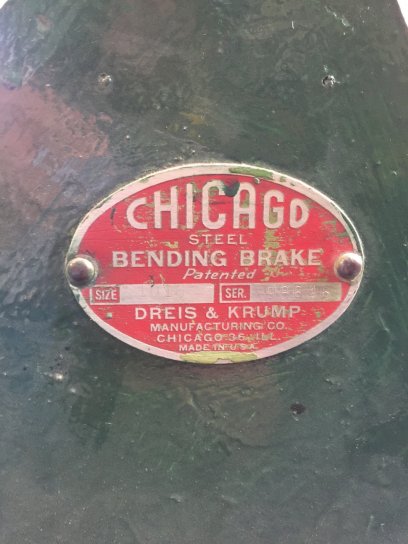 CHICAGO
STEEL
BENDING BRAKE
Patented
SIZE SER.
DREIS & KRUMP
MANUFACTURING CO.
CHICAGO 36, ILL.
MADE IN U.S.A.